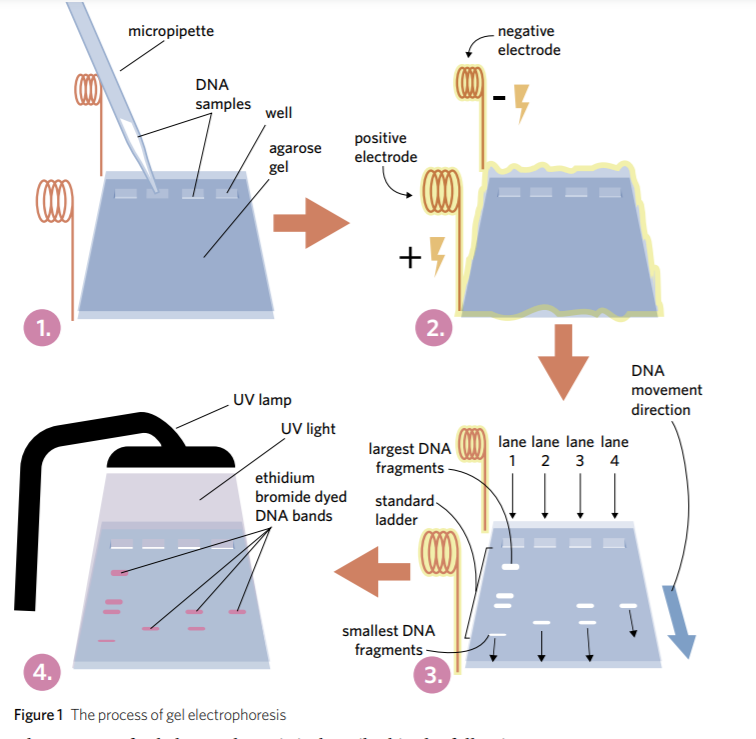 micropipette
DNA
samples
well
agarose
gel
1.
negative
electrode
-
positive
electrode
+
2.
DNA
movement
direction
largest DNA
fragments
lane lane lane lane
1 2 3 4
standard
ladder
smallest DNA
fragments
3.
UV lamp
UV light
ethidium
bromide dyed
DNA bands
4.
Figure 1 The process of gel electrophoresis